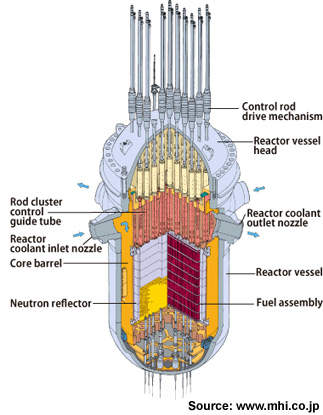 Control rod
drive mechanism
Reactor vessel
head
Rod cluster
control
guide tube
Reactor
coolant inlet nozzle
Core barrel
Neutron reflector
Reactor coolant
outlet nozzle
Reactor vessel
Fuel assembly
Source: www.mhi.co.jp